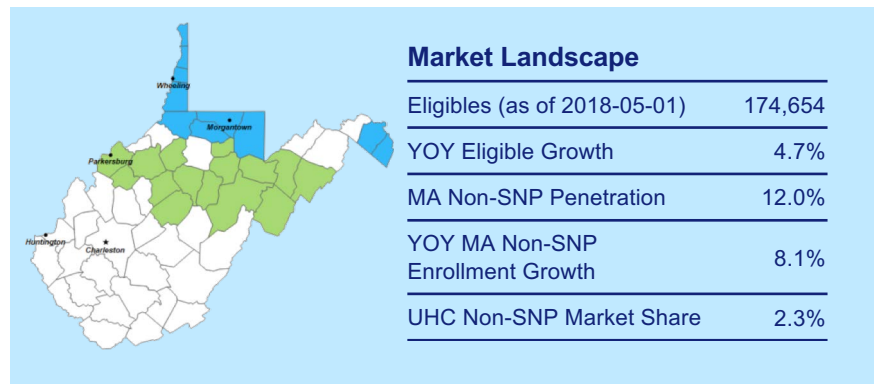 Wheeling
Morgantown
Parkersburg
Huntington
Charleston
Market Landscape
Eligibles (as of 2018-05-01) 174,654
YOY Eligible Growth 4.7%
MA Non-SNP Penetration 12.0%
YOY MA Non-SNP
Enrollment Growth 8.1%
UHC Non-SNP Market Share 2.3%